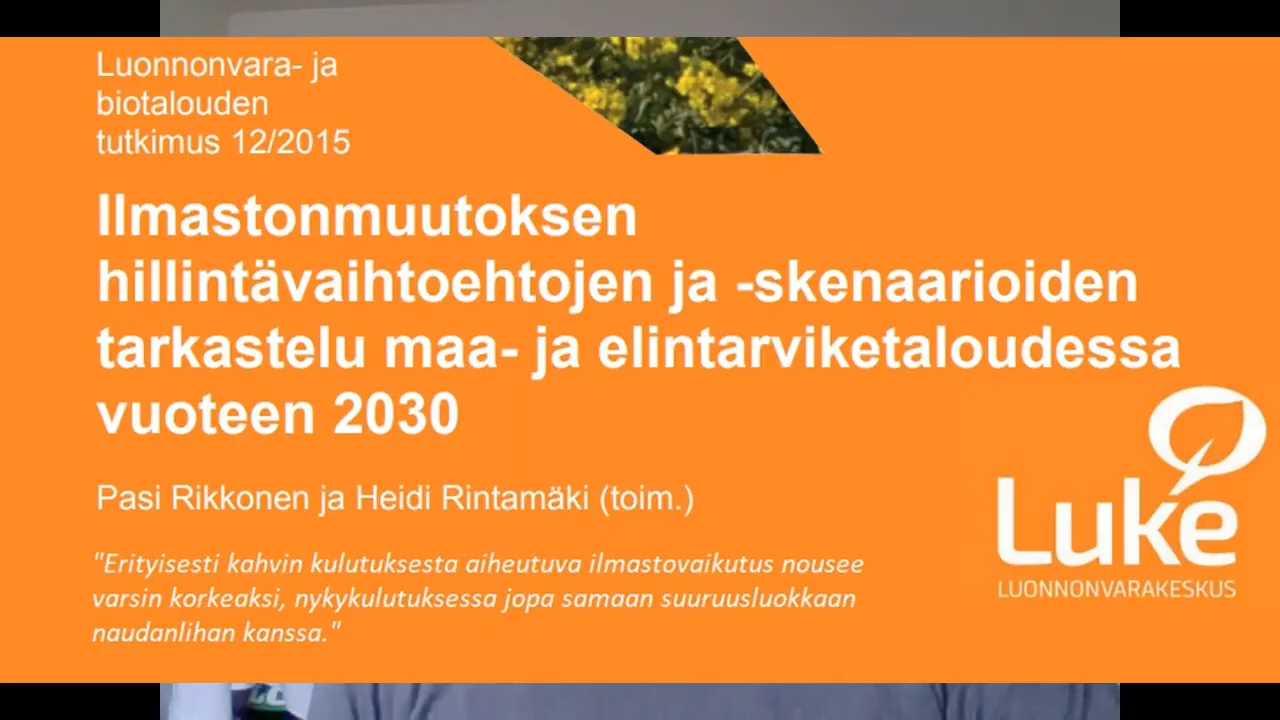 Luonnonvara- ja
biotalouden
tutkimus 12/2015
Ilmastonmuutoksen
hillintävaihtoehtojen ja -skenaarioiden
tarkastelu maa- ja elintarviketaloudessa
vuoteen 2030
Pasi Rikkonen ja Heidi Rintamäki (toim.)
"Erityisesti kahvin kulutuksesta aiheutuva ilmastovaikutus nousee
varsin korkeaksi, nykykulutuksessa jopa samaan suuruusluokkaan
naudanlihan kanssa."
Luke
LUONNONVARAKESKUS